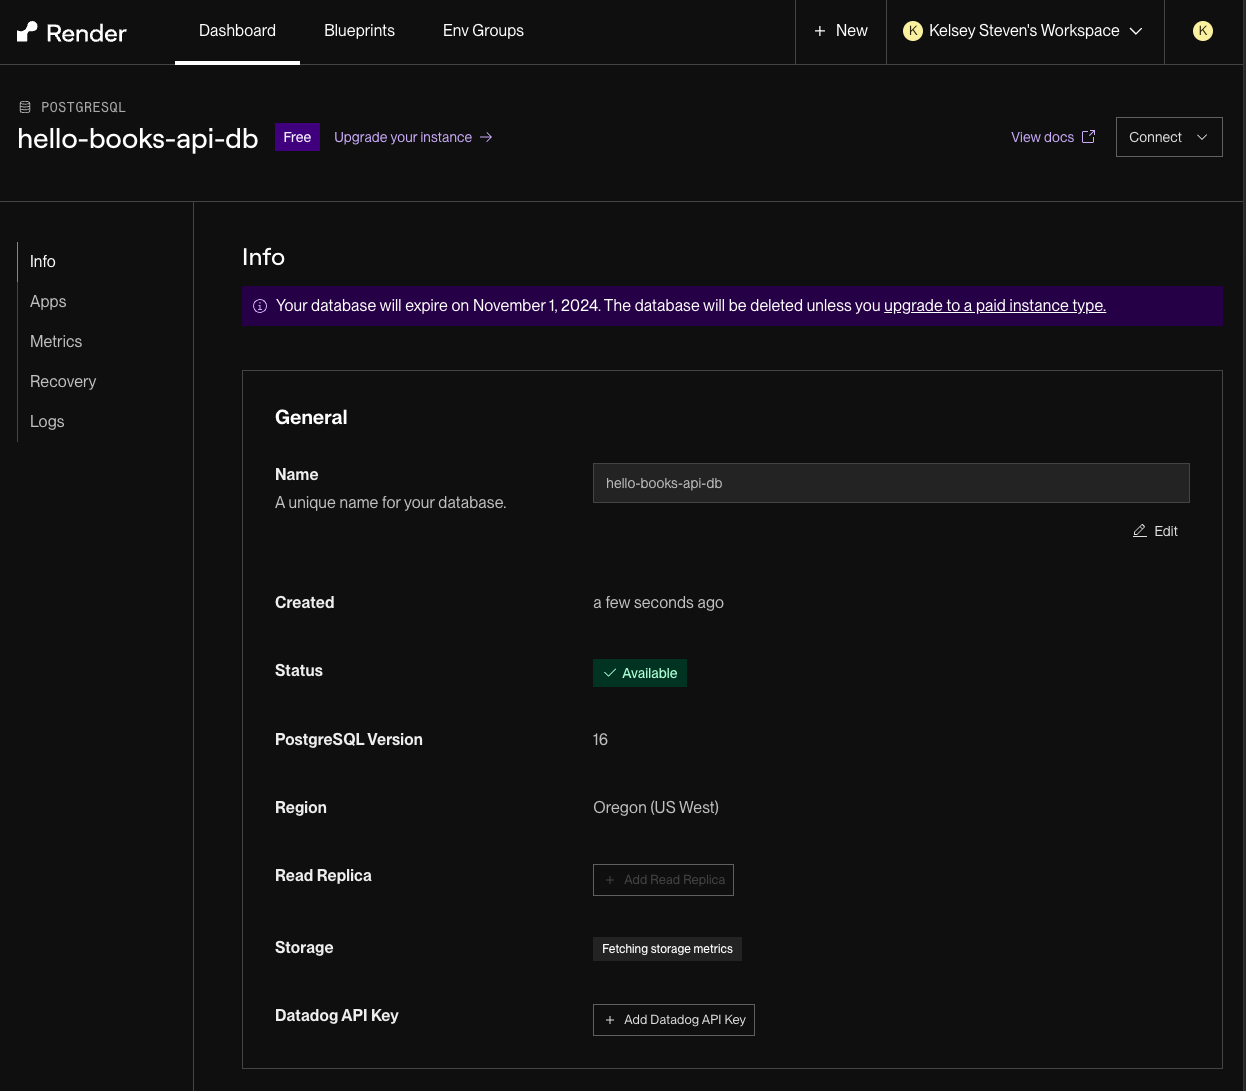 Render
Dashboard
Blueprints
Env Groups
+ New
K Kelsey Steven's Workspace
K
POSTGRESQL
hello-books-api-db
Free
Upgrade your instance →
View docs
Connect
Info
Apps
Metrics
Recovery
Logs
Info
Your database will expire on November 1, 2024. The database will be deleted unless you upgrade to a paid instance type.
General
Name
A unique name for your database.
hello-books-api-db
Edit
Created
a few seconds ago
Status
✓ Available
PostgreSQL Version
16
Region
Oregon (US West)
Read Replica
+ Add Read Replica
Storage
Fetching storage metrics
Datadog API Key
+ Add Datadog API Key